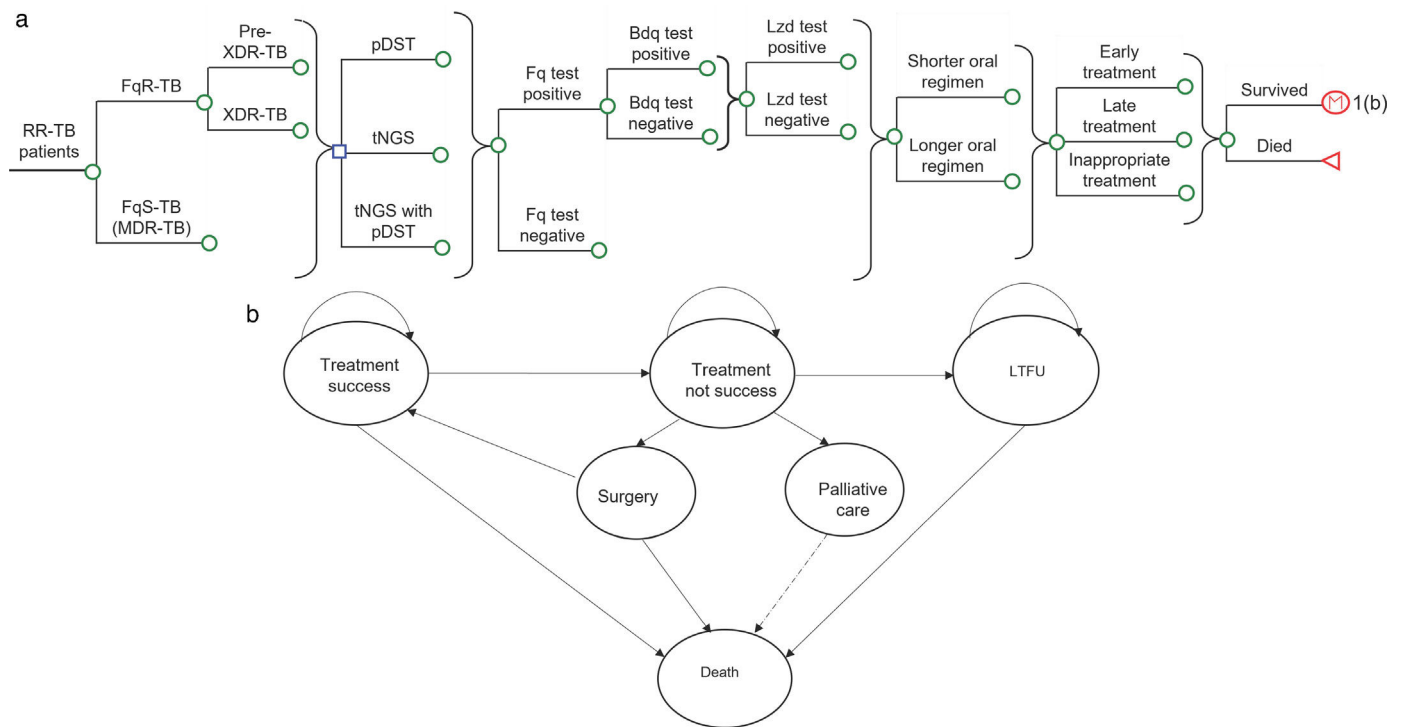 a
RR-TB
patients
FqR-TB
FqS-TB
(MDR-TB)
Pre-
XDR-TB
XDR-TB
pDST
tNGS
tNGS with
pDST
Fq test
positive
Fq test
negative
Bdq test
positive
Bdq test
negative
Lzd test
positive
Lzd test
negative
Shorter oral
regimen
Longer oral
regimen
Early
treatment
Late
treatment
Inappropriate
treatment
Survived
M 1(b)
Died
b
Treatment
success
Treatment
not success
LTFU
Surgery
Palliative
care
Death